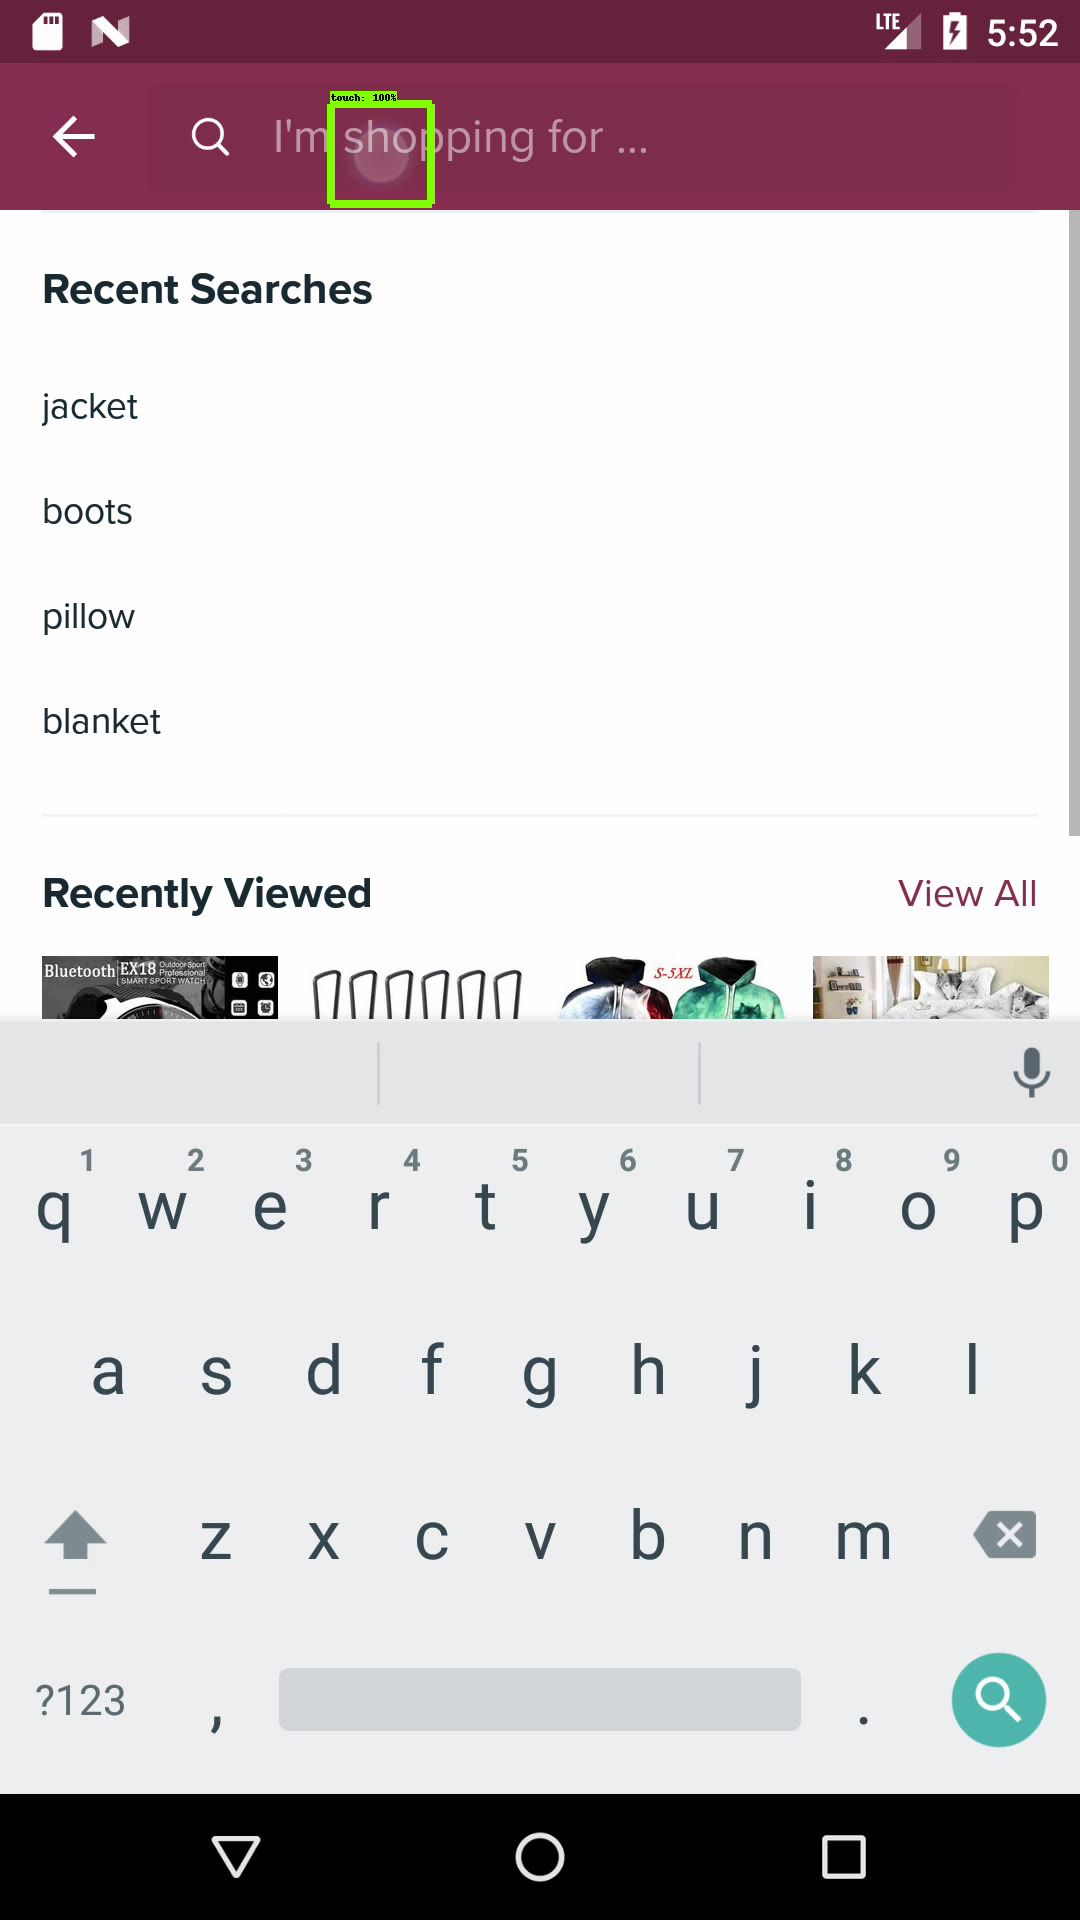 LTE 5:52
touch: 100%
I'm shopping for ...
Recent Searches
jacket
boots
pillow
blanket
Recently Viewed View All
Bluetooth EX18 Outdoor Sport
Professional
SMART SPORT WATCH
S-5XL
1 2 3 4 5 6 7 8 9 0
q w e r t y u i o p
a s d f g h j k l
z x c v b n m
?123 , .